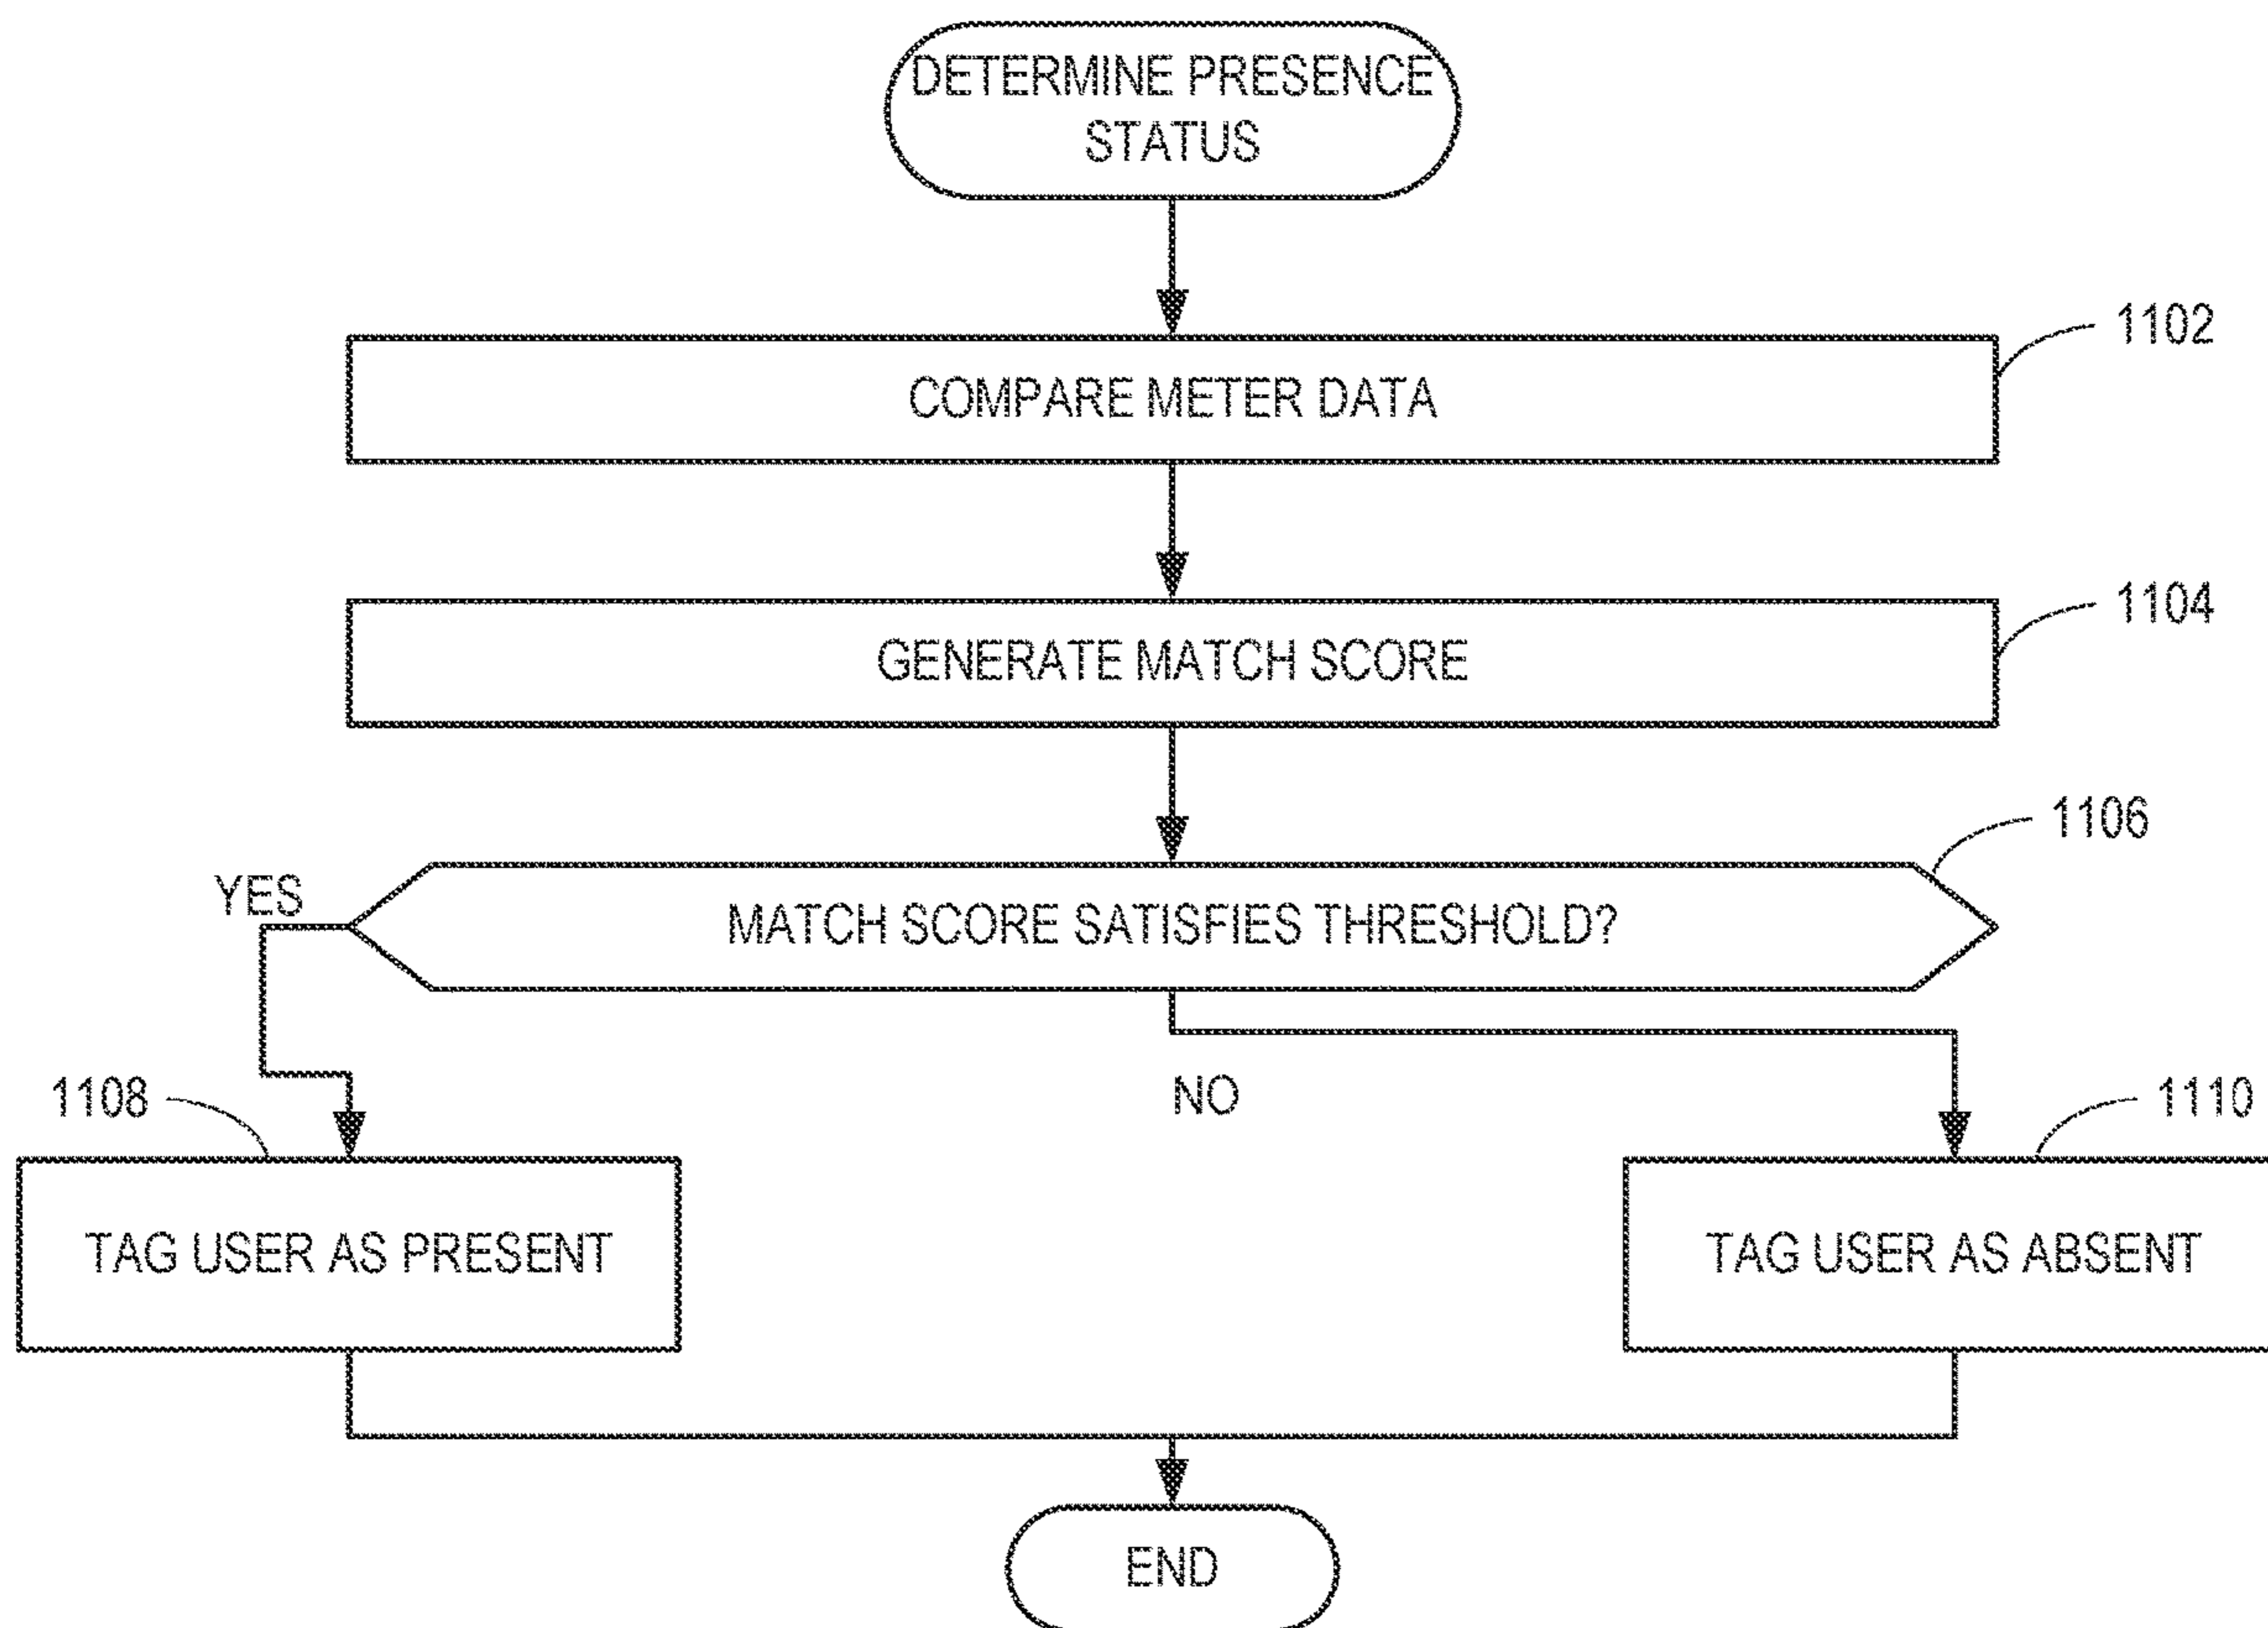 DETERMINE PRESENCE
STATUS
1102
COMPARE METER DATA
1104
GENERATE MATCH SCORE
1106
YES
MATCH SCORE SATISFIES THRESHOLD?
1108
NO
1110
TAG USER AS PRESENT
TAG USER AS ABSENT
END